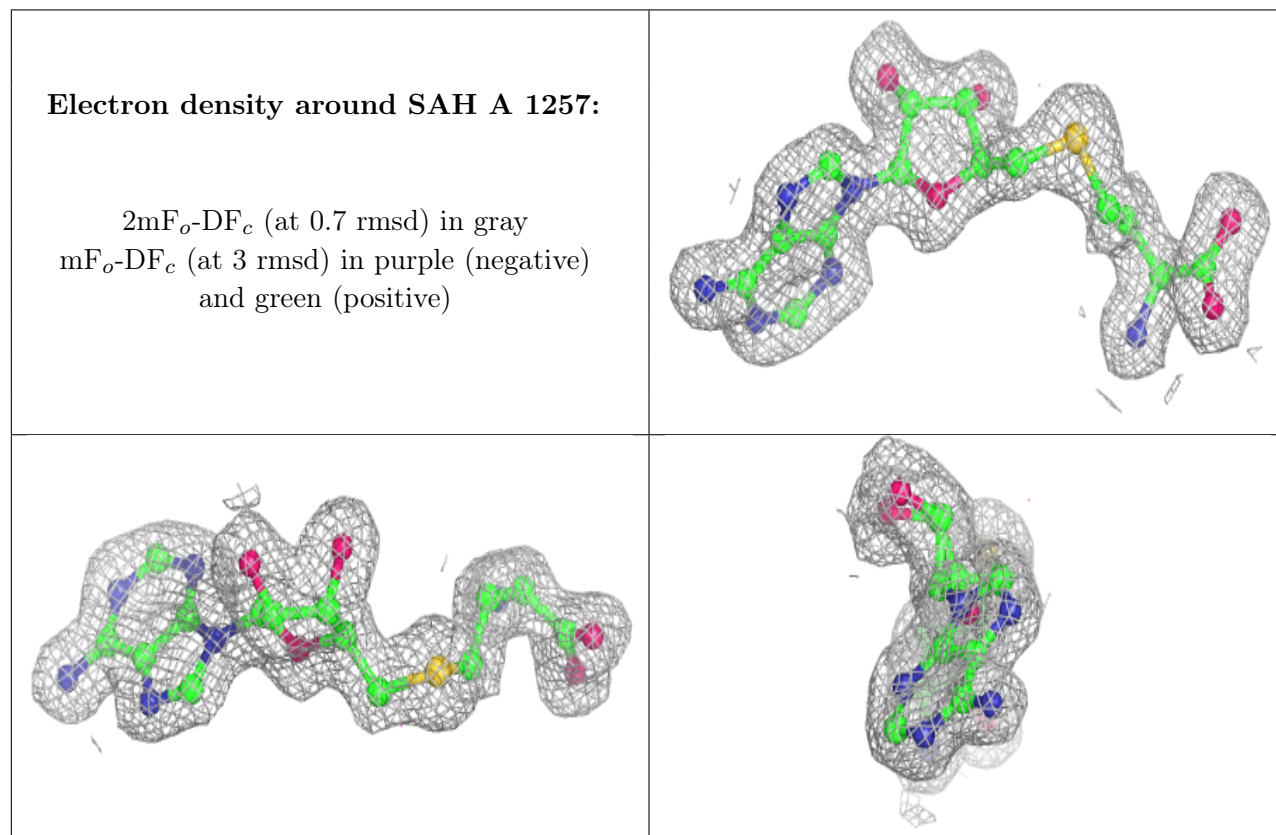 Electron density around SAH A 1257:
2mFo-DFc (at 0.7 rmsd) in gray
mFo-DFc (at 3 rmsd) in purple (negative)
and green (positive)